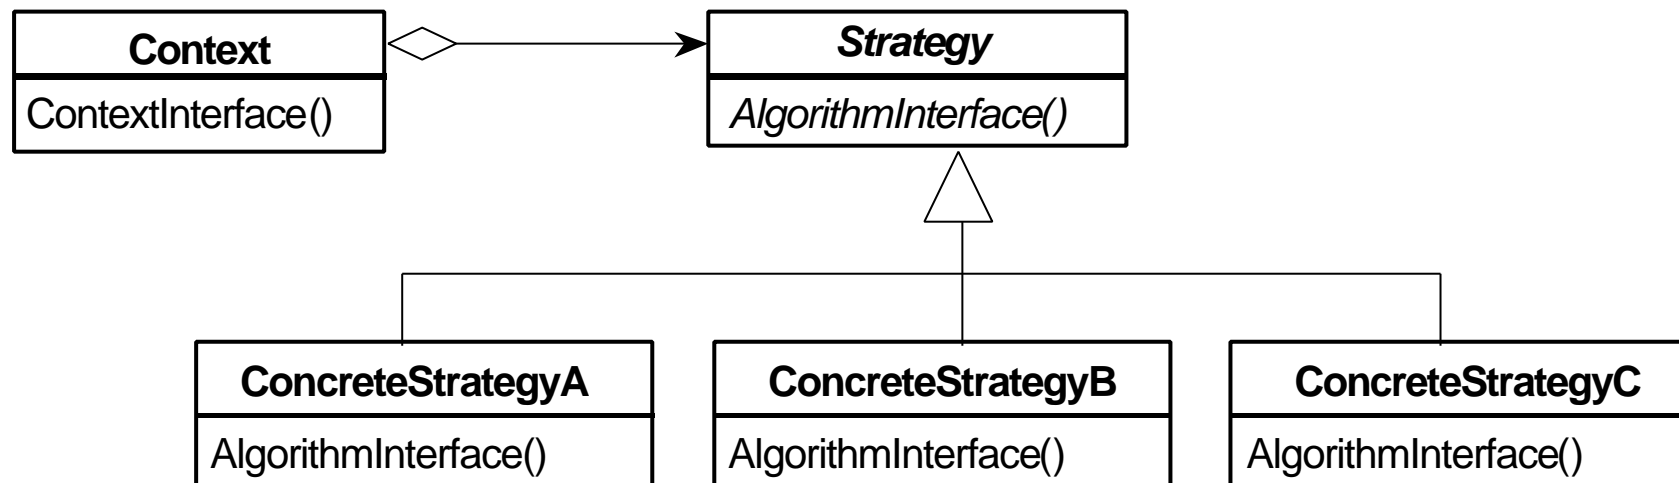 Context
ContextInterface()
Strategy
AlgorithmInterface()
ConcreteStrategyA
AlgorithmInterface()
ConcreteStrategyB
AlgorithmInterface()
ConcreteStrategyC
AlgorithmInterface()